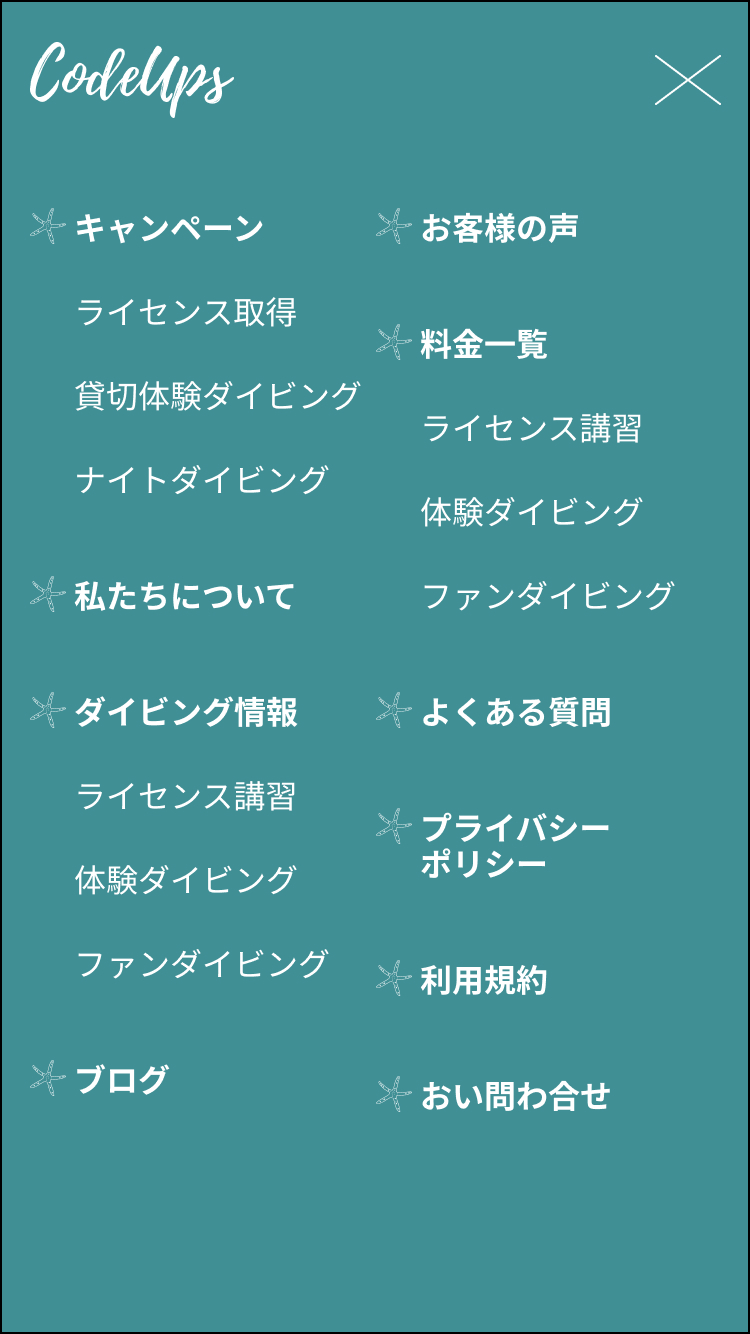 CodeUps
キャンペーン
ライセンス取得
貸切体験ダイビング
ナイトダイビング
私たちについて
ダイビング情報
ライセンス講習
体験ダイビング
ファンダイビング
ブログ
お客様の声
料金一覧
ライセンス講習
体験ダイビング
ファンダイビング
よくある質問
プライバシー
ポリシー
利用規約
おい問わ合せ